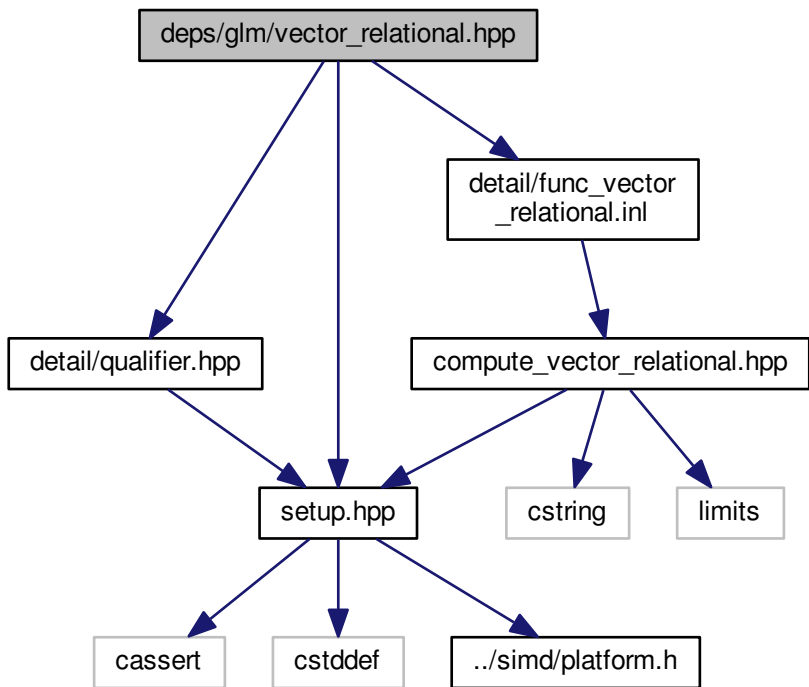 deps/glm/vector_relational.hpp
detail/func_vector
_relational.inl
detail/qualifier.hpp
compute_vector_relational.hpp
setup.hpp
cstring
limits
cassert
cstddef
../simd/platform.h